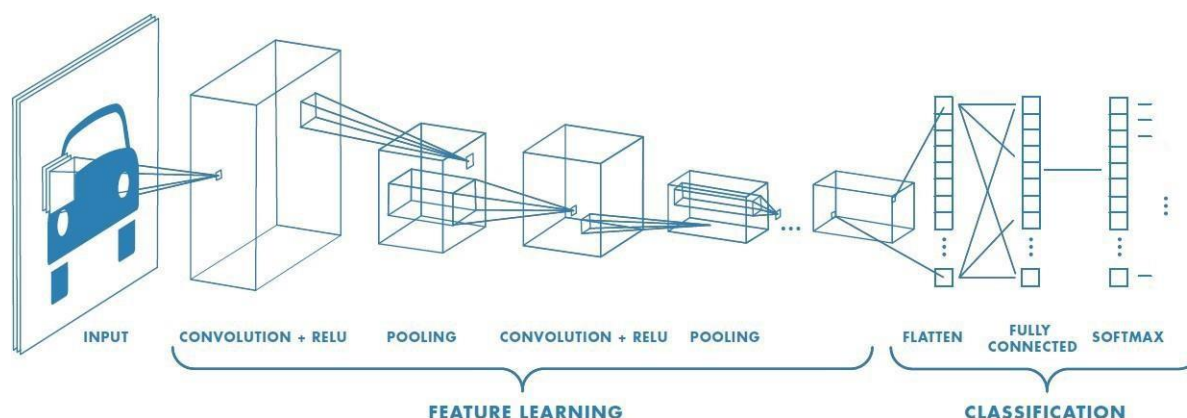 INPUT
CONVOLUTION + RELU
POOLING
CONVOLUTION + RELU
POOLING
FLATTEN
FULLY
CONNECTED
SOFTMAX
FEATURE LEARNING
CLASSIFICATION